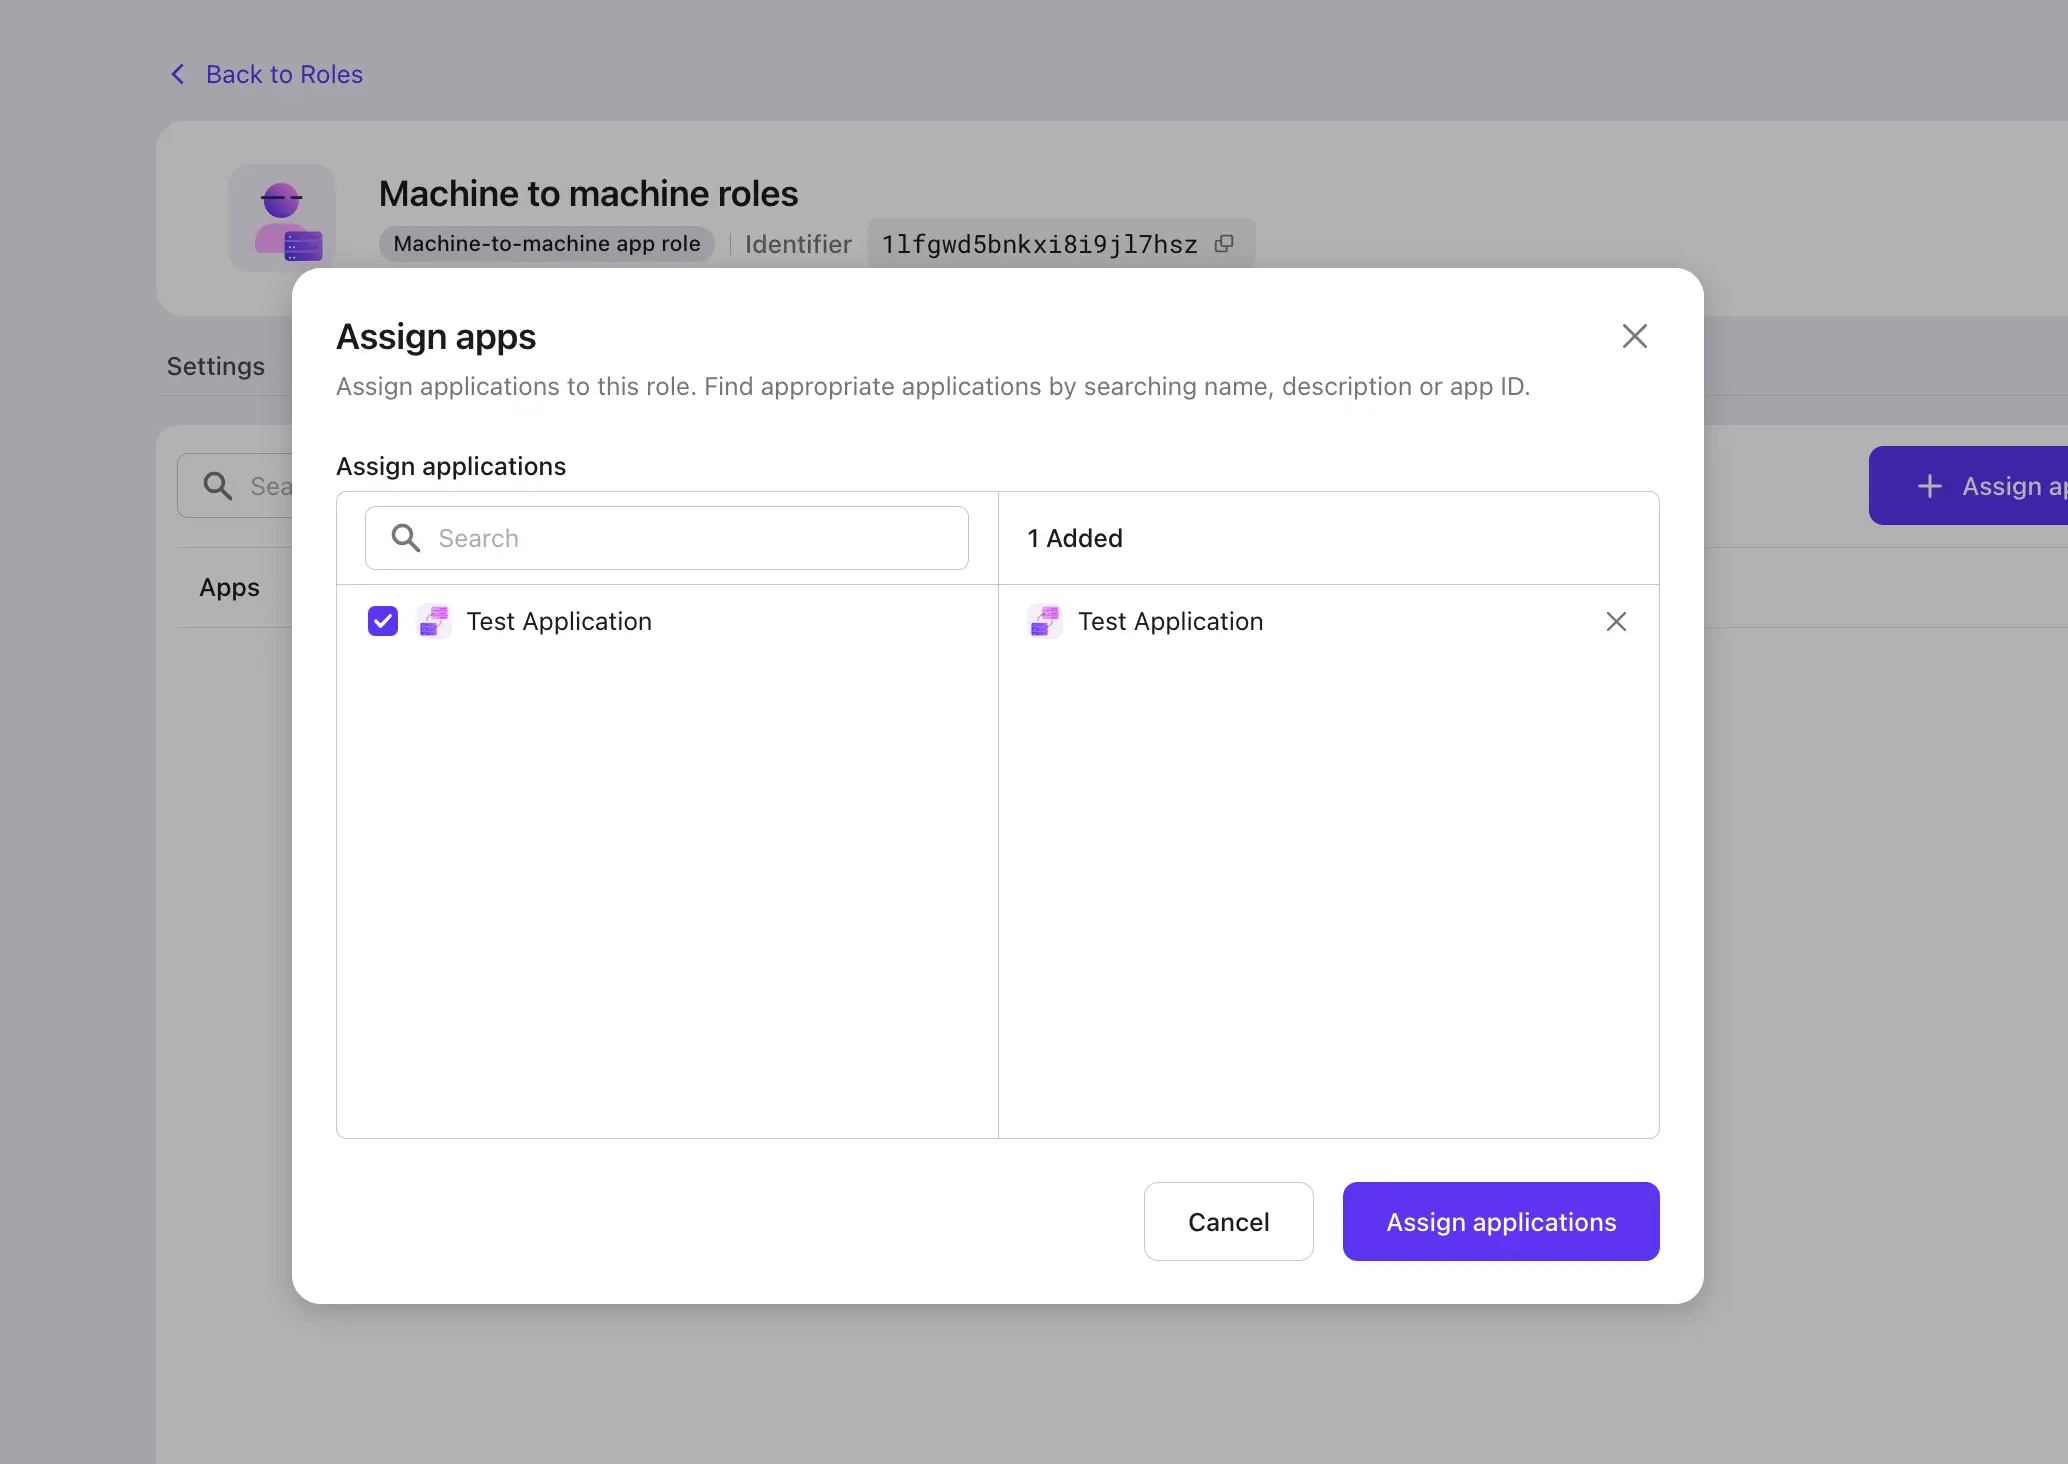 Back to Roles
Machine to machine roles
Machine-to-machine app role | Identifier 1lfgwd5bnkxi8i9jl7hsz
Settings
Assign apps
Assign applications to this role. Find appropriate applications by searching name, description or app ID.
Assign applications
Sea
Assign ap
Search
1 Added
Apps
Test Application
Test Application
Cancel
Assign applications